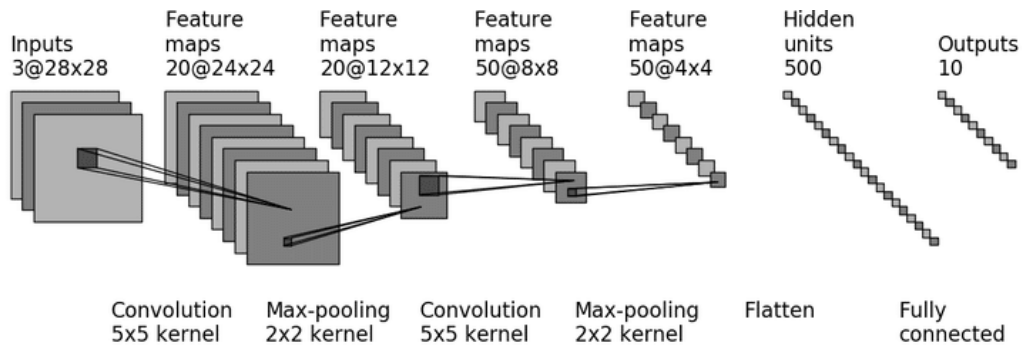 Inputs
3@28x28
Feature
maps
20@24x24
Feature
maps
20@12x12
Feature
maps
50@8x8
Feature
maps
50@4x4
Hidden
units
500
Outputs
10
Convolution
5x5 kernel
Max-pooling
2x2 kernel
Convolution
5x5 kernel
Max-pooling
2x2 kernel
Flatten
Fully
connected